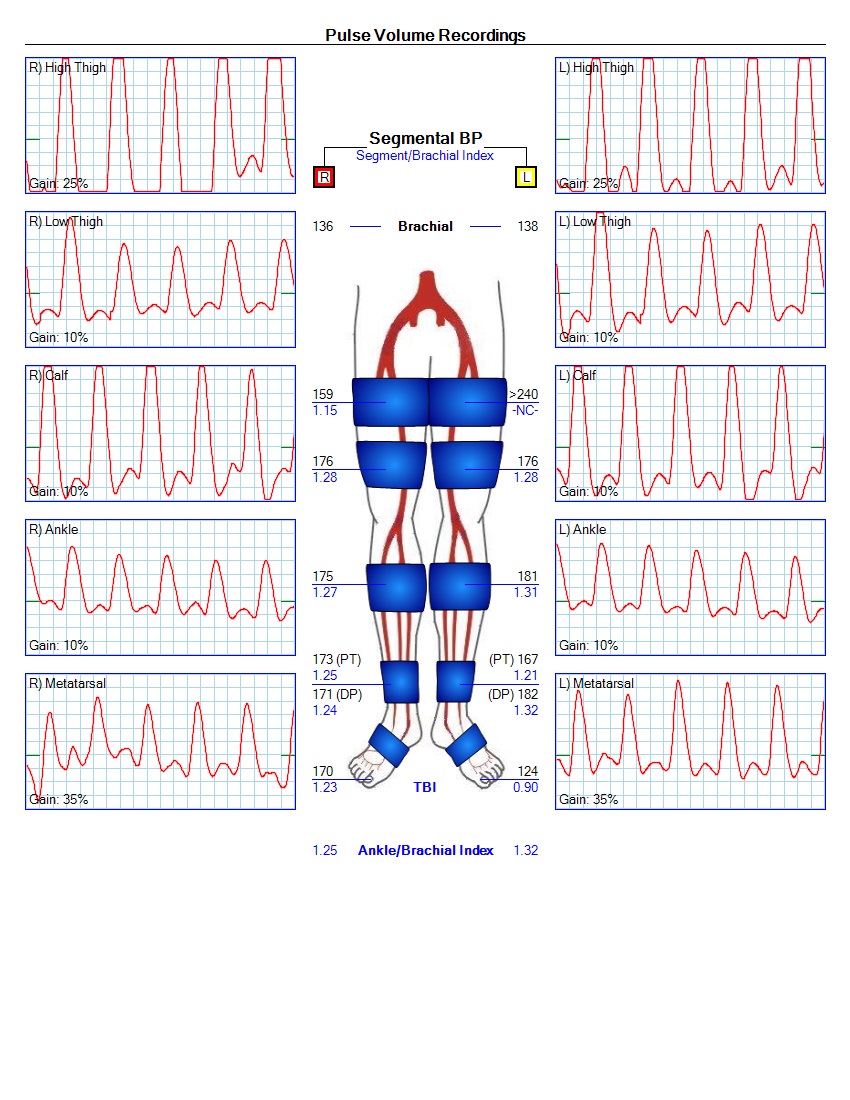 Pulse Volume Recordings
R) High Thigh
Gain: 25%
L) High Thigh
Gain: 25%
Segmental BP
Segment/Brachial Index
R
L
136 Brachial 138
R) Low Thigh
Gain: 10%
L) Low Thigh
Gain: 10%
159 >240
1.15 -NC-
R) Calf
Gain: 10%
L) Calf
Gain: 10%
176 176
1.28 1.28
R) Ankle
Gain: 10%
L) Ankle
Gain: 10%
175 181
1.27 1.31
173 (PT) (PT) 167
1.25 1.21
171 (DP) (DP) 182
1.24 1.32
R) Metatarsal
Gain: 35%
L) Metatarsal
Gain: 35%
170 124
1.23 TBI 0.90
1.25 Ankle/Brachial Index 1.32